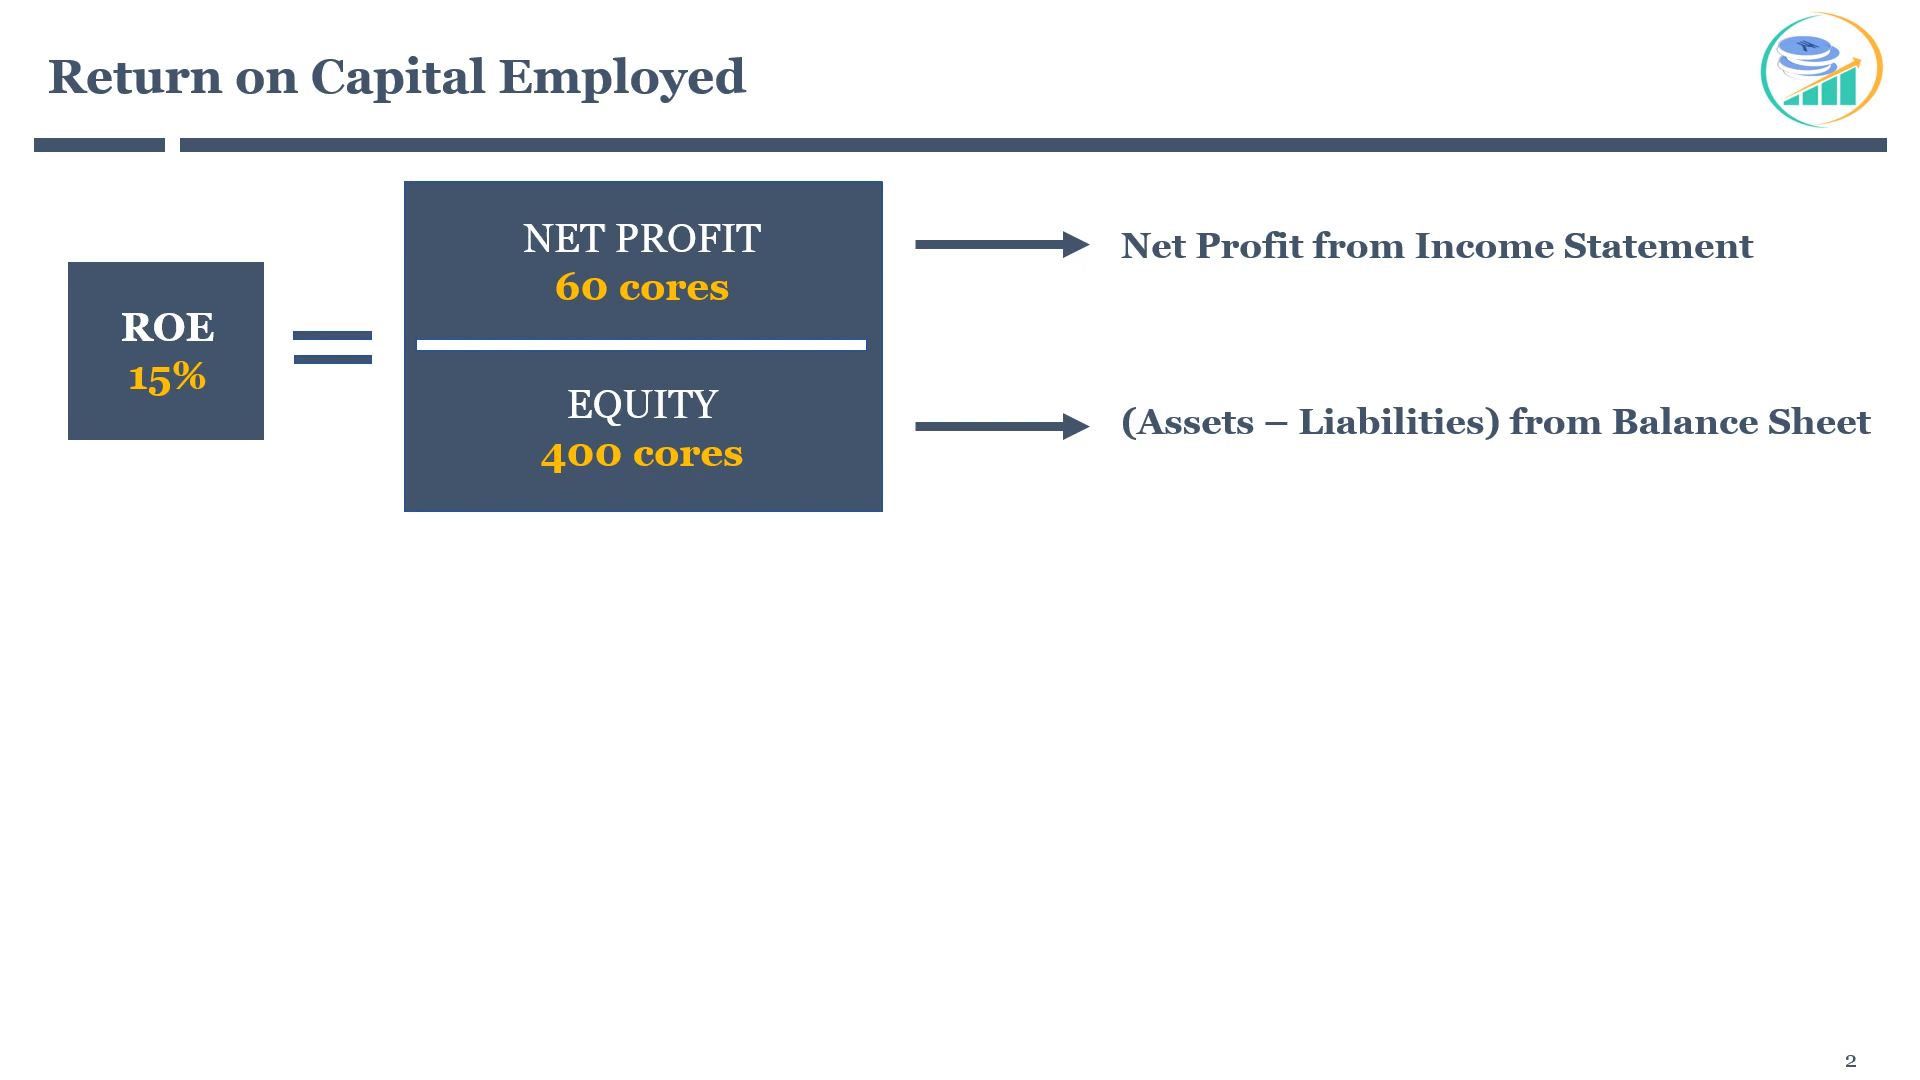 Return on Capital Employed
ROE
15%
NET PROFIT
60 cores
EQUITY
400 cores
Net Profit from Income Statement
(Assets – Liabilities) from Balance Sheet
2